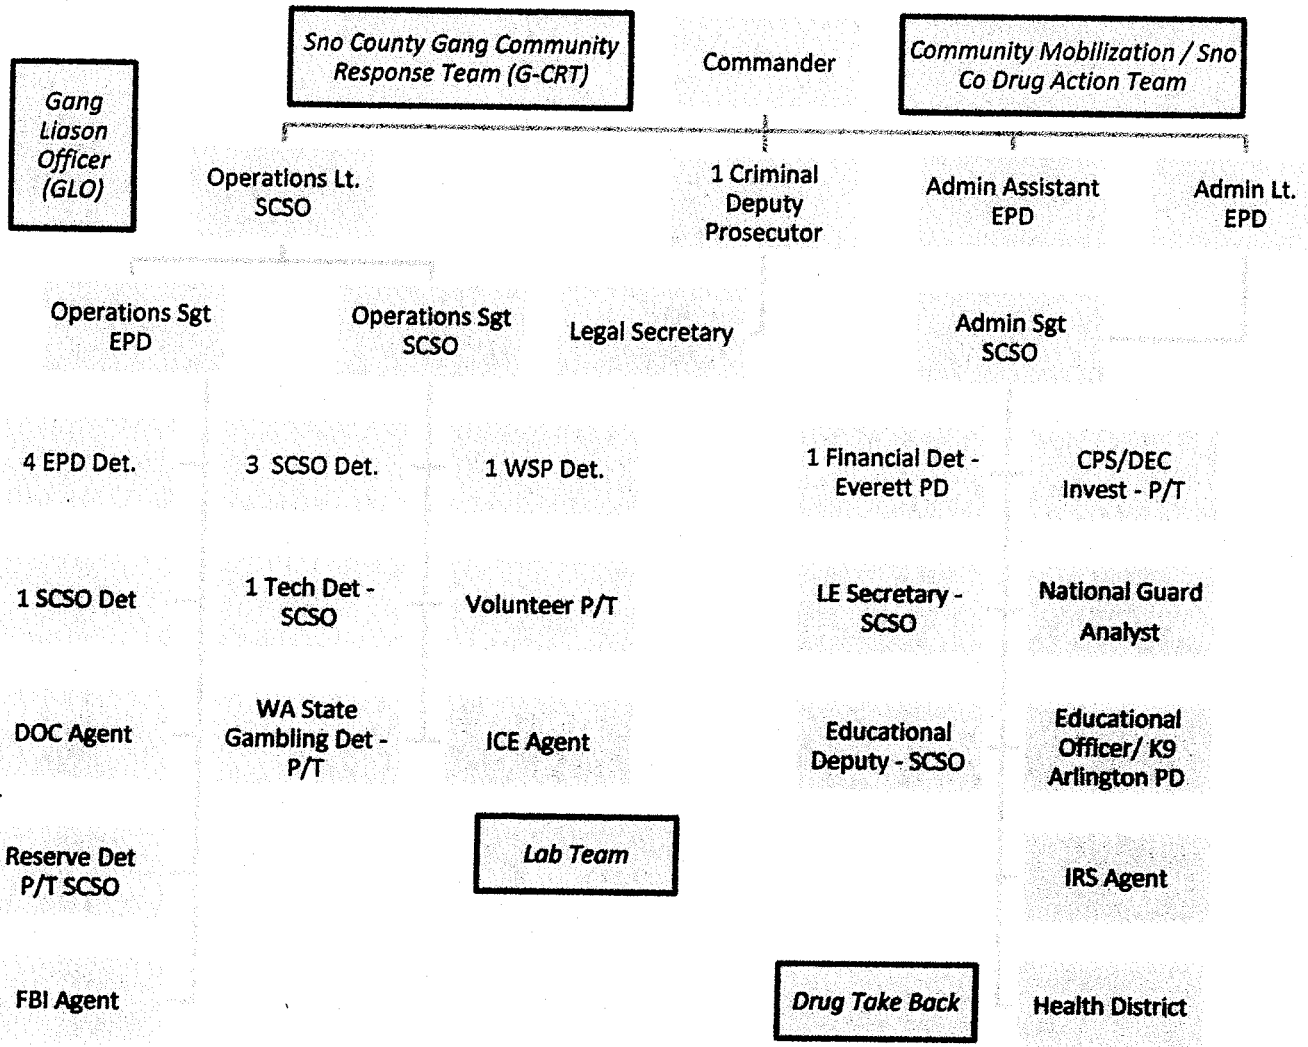 Sno County Gang Community
Response Team (G-CRT)
Commander
Community Mobilization / Sno
Co Drug Action Team
Gang
Liason
Officer
(GLO)
Operations Lt.
SCSO
1 Criminal
Deputy
Prosecutor
Admin Assistant
EPD
Admin Lt.
EPD
Operations Sgt
EPD
Operations Sgt
SCSO
Legal Secretary
Admin Sgt
SCSO
4 EPD Det.
3 SCSO Det.
1 WSP Det.
1 Financial Det -
Everett PD
CPS/DEC
Invest - P/T
1 SCSO Det
1 Tech Det -
SCSO
Volunteer P/T
LE Secretary -
SCSO
National Guard
Analyst
DOC Agent
WA State
Gambling Det -
P/T
ICE Agent
Educational
Deputy - SCSO
Educational
Officer/ K9
Arlington PD
Reserve Det
P/T SCSO
Lab Team
IRS Agent
FBI Agent
Drug Take Back
Health District